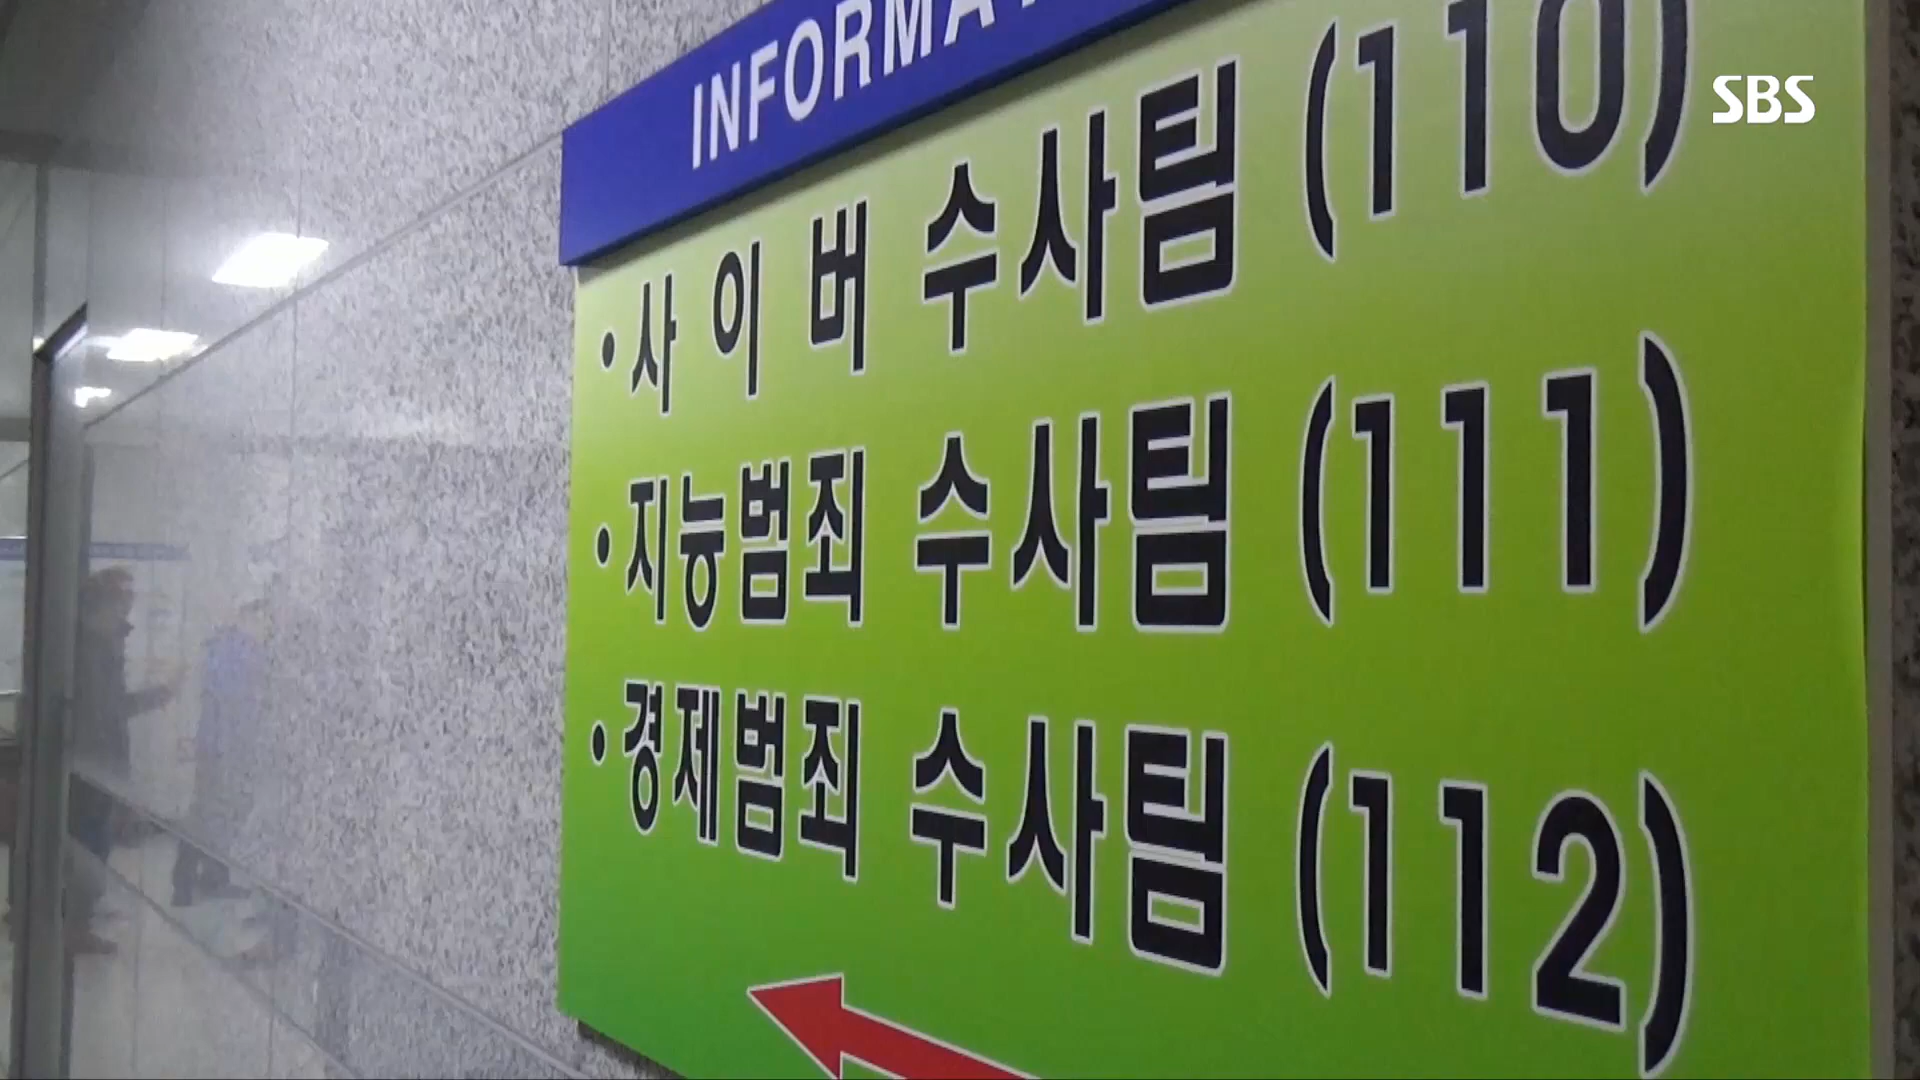 SBS
INFORMAT
·사이버 수사팀 (110)
·지능범죄 수사팀 (111)
·경제범죄 수사팀 (112)